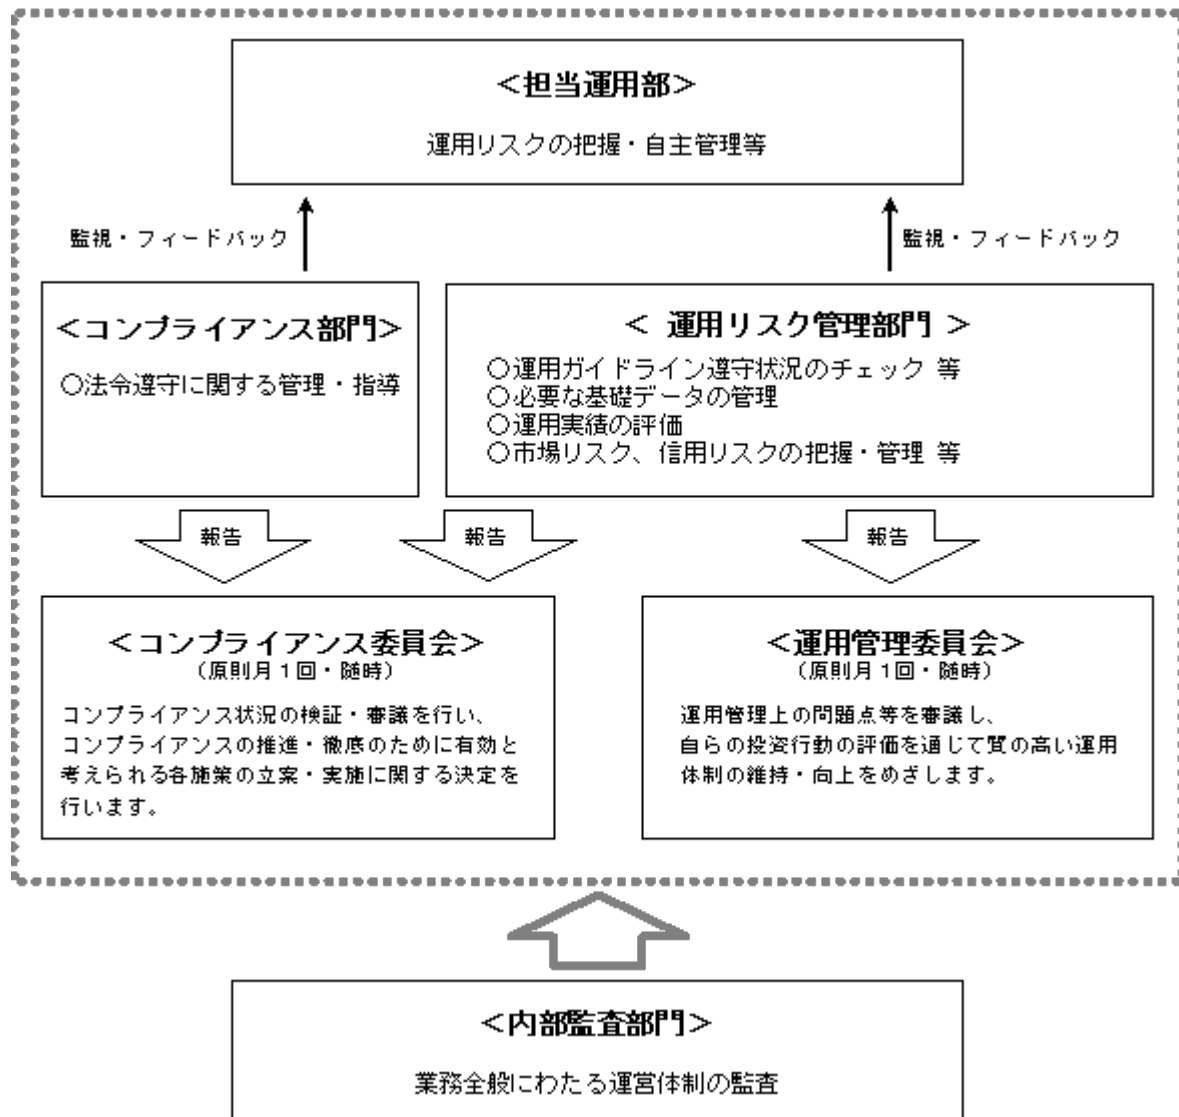 ＜担当運用部＞
運用リスクの把握・自主管理等
監視・フィードバック
監視・フィードバック
＜コンプライアンス部門＞
○法令遵守に関する管理・指導
＜ 運用リスク管理部門 ＞
○運用ガイドライン遵守状況のチェック 等
○必要な基礎データの管理
○運用実績の評価
○市場リスク、信用リスクの把握・管理 等
報告
報告
報告
＜コンプライアンス委員会＞
（原則月１回・随時）
コンプライアンス状況の検証・審議を行い、
コンプライアンスの推進・徹底のために有効と
考えられる各施策の立案・実施に関する決定を
行います。
＜運用管理委員会＞
（原則月１回・随時）
運用管理上の問題点等を審議し、
自らの投資行動の評価を通じて質の高い運用
体制の維持・向上をめざします。
＜内部監査部門＞
業務全般にわたる運営体制の監査